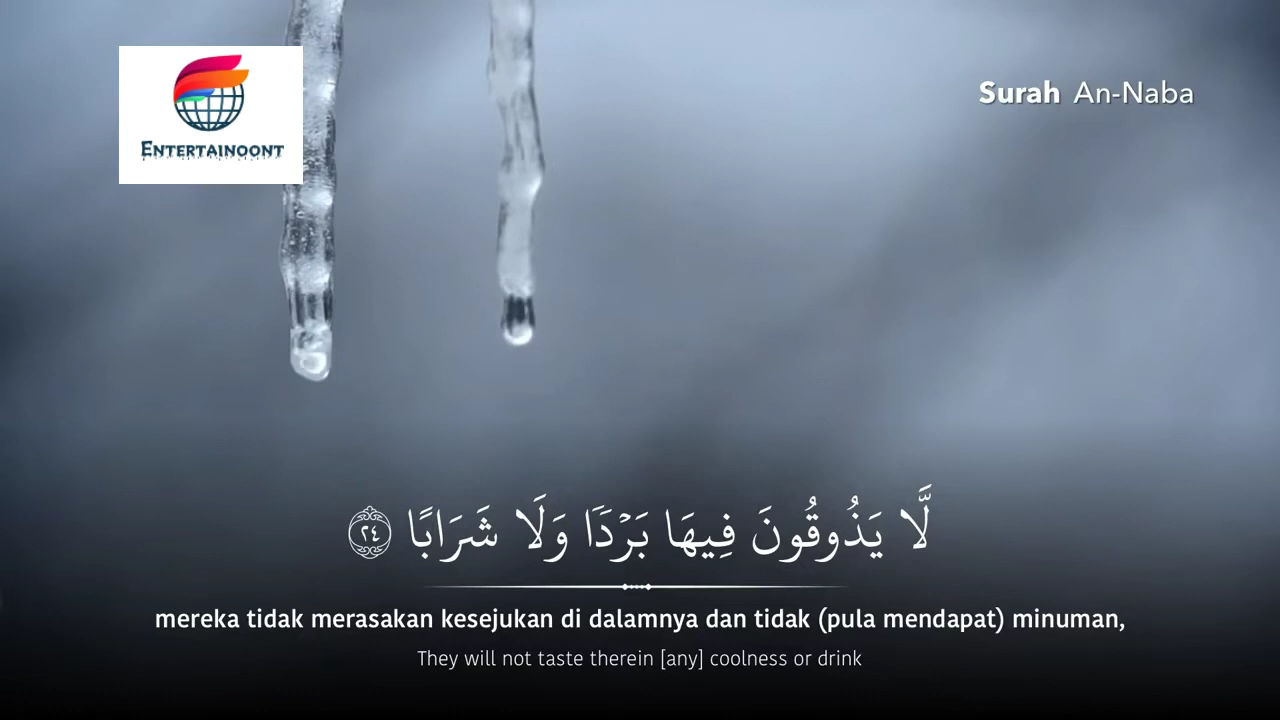 ENTERTAINOONT
Surah An-Naba
لَّا يَذُوقُونَ فِيهَا بَرْدًا وَلَا شَرَابًا ٢٤
mereka tidak merasakan kesejukan di dalamnya dan tidak (pula mendapat) minuman,
They will not taste therein [any] coolness or drink